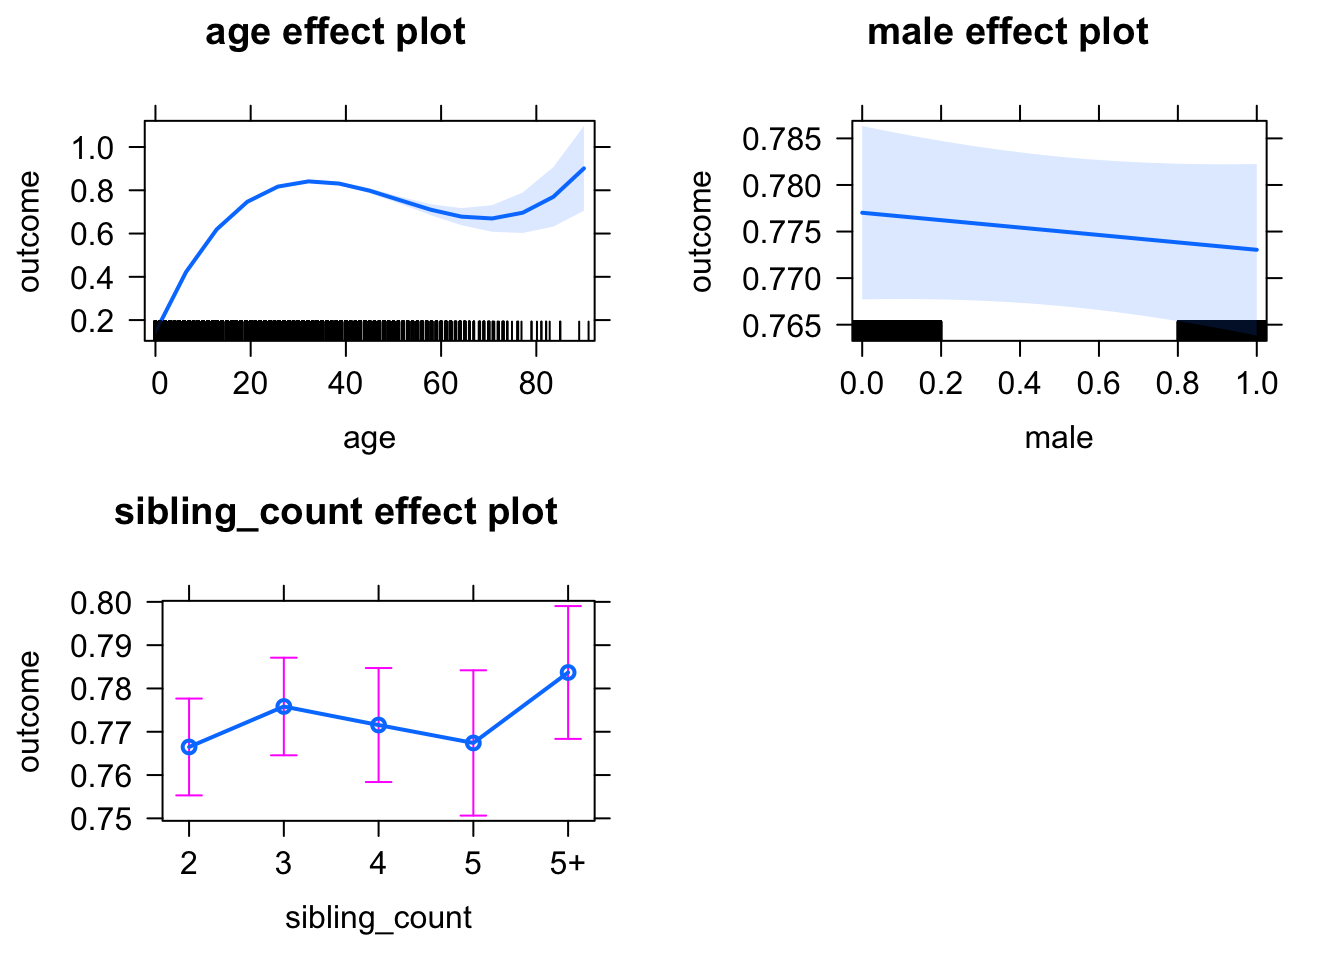 age effect plot
outcome
1.0
0.8
0.6
0.4
0.2
0 20 40 60 80
age
male effect plot
outcome
0.785
0.780
0.775
0.770
0.765
0.0 0.2 0.4 0.6 0.8 1.0
male
sibling_count effect plot
outcome
0.80
0.79
0.78
0.77
0.76
0.75
2 3 4 5 5+
sibling_count